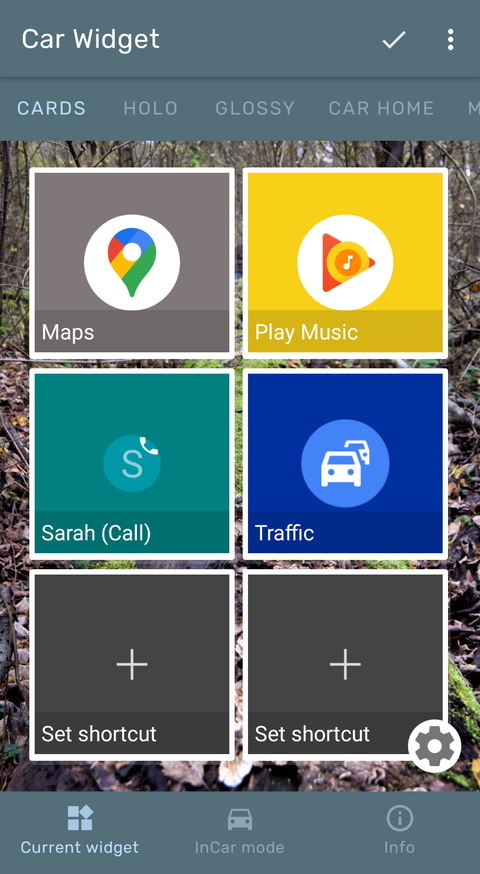 Car Widget
CARDS HOLO GLOSSY CAR HOME M
Maps
Play Music
S
Sarah (Call)
Traffic
Set shortcut
Set shortcut
Current widget
InCar mode
Info